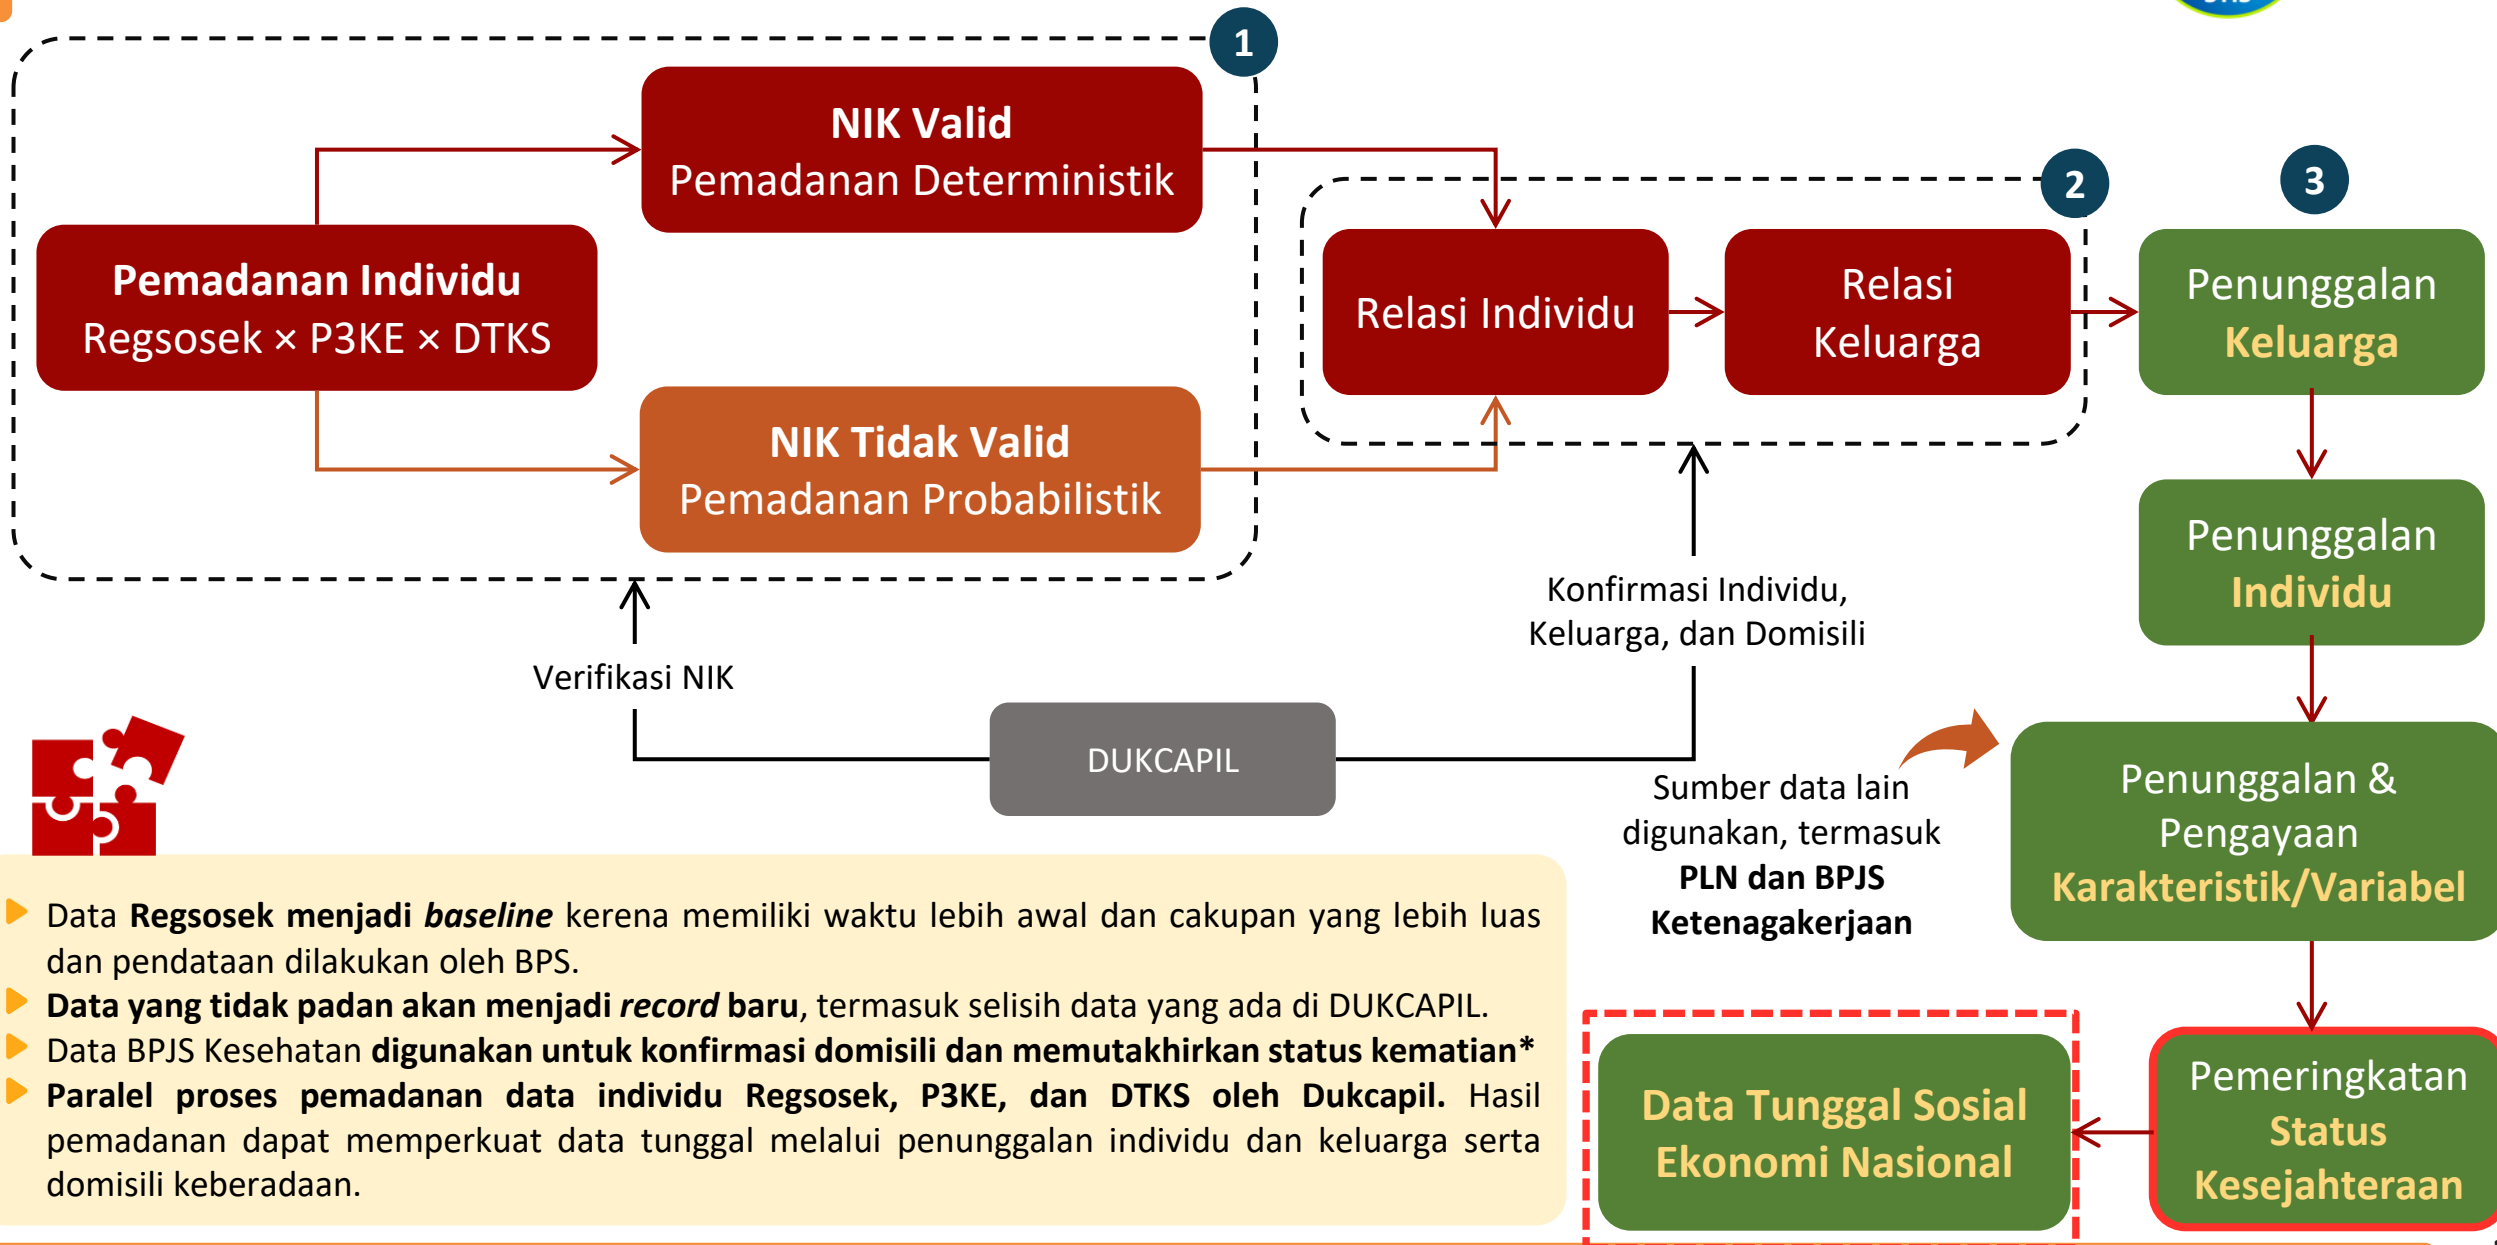 1
NIK Valid
Pemadanan Deterministik
2
3
Pemadanan Individu
Regsosek × P3KE × DTKS
Relasi Individu
Relasi
Keluarga
Penunggalan
Keluarga
NIK Tidak Valid
Pemadanan Probabilistik
Penunggalan
Individu
Konfirmasi Individu,
Keluarga, dan Domisili
Verifikasi NIK
DUKCAPIL
Sumber data lain
digunakan, termasuk
PLN dan BPJS
Ketenagakerjaan
Penunggalan &
Pengayaan
Karakteristik/Variabel
Data Regsosek menjadi baseline kerena memiliki waktu lebih awal dan cakupan yang lebih luas
dan pendataan dilakukan oleh BPS.
Data yang tidak padan akan menjadi record baru, termasuk selisih data yang ada di DUKCAPIL.
Data BPJS Kesehatan digunakan untuk konfirmasi domisili dan memutakhirkan status kematian*
Paralel proses pemadanan data individu Regsosek, P3KE, dan DTKS oleh Dukcapil. Hasil
pemadanan dapat memperkuat data tunggal melalui penunggalan individu dan keluarga serta
domisili keberadaan.
Data Tunggal Sosial
Ekonomi Nasional
Pemeringkatan
Status
Kesejahteraan